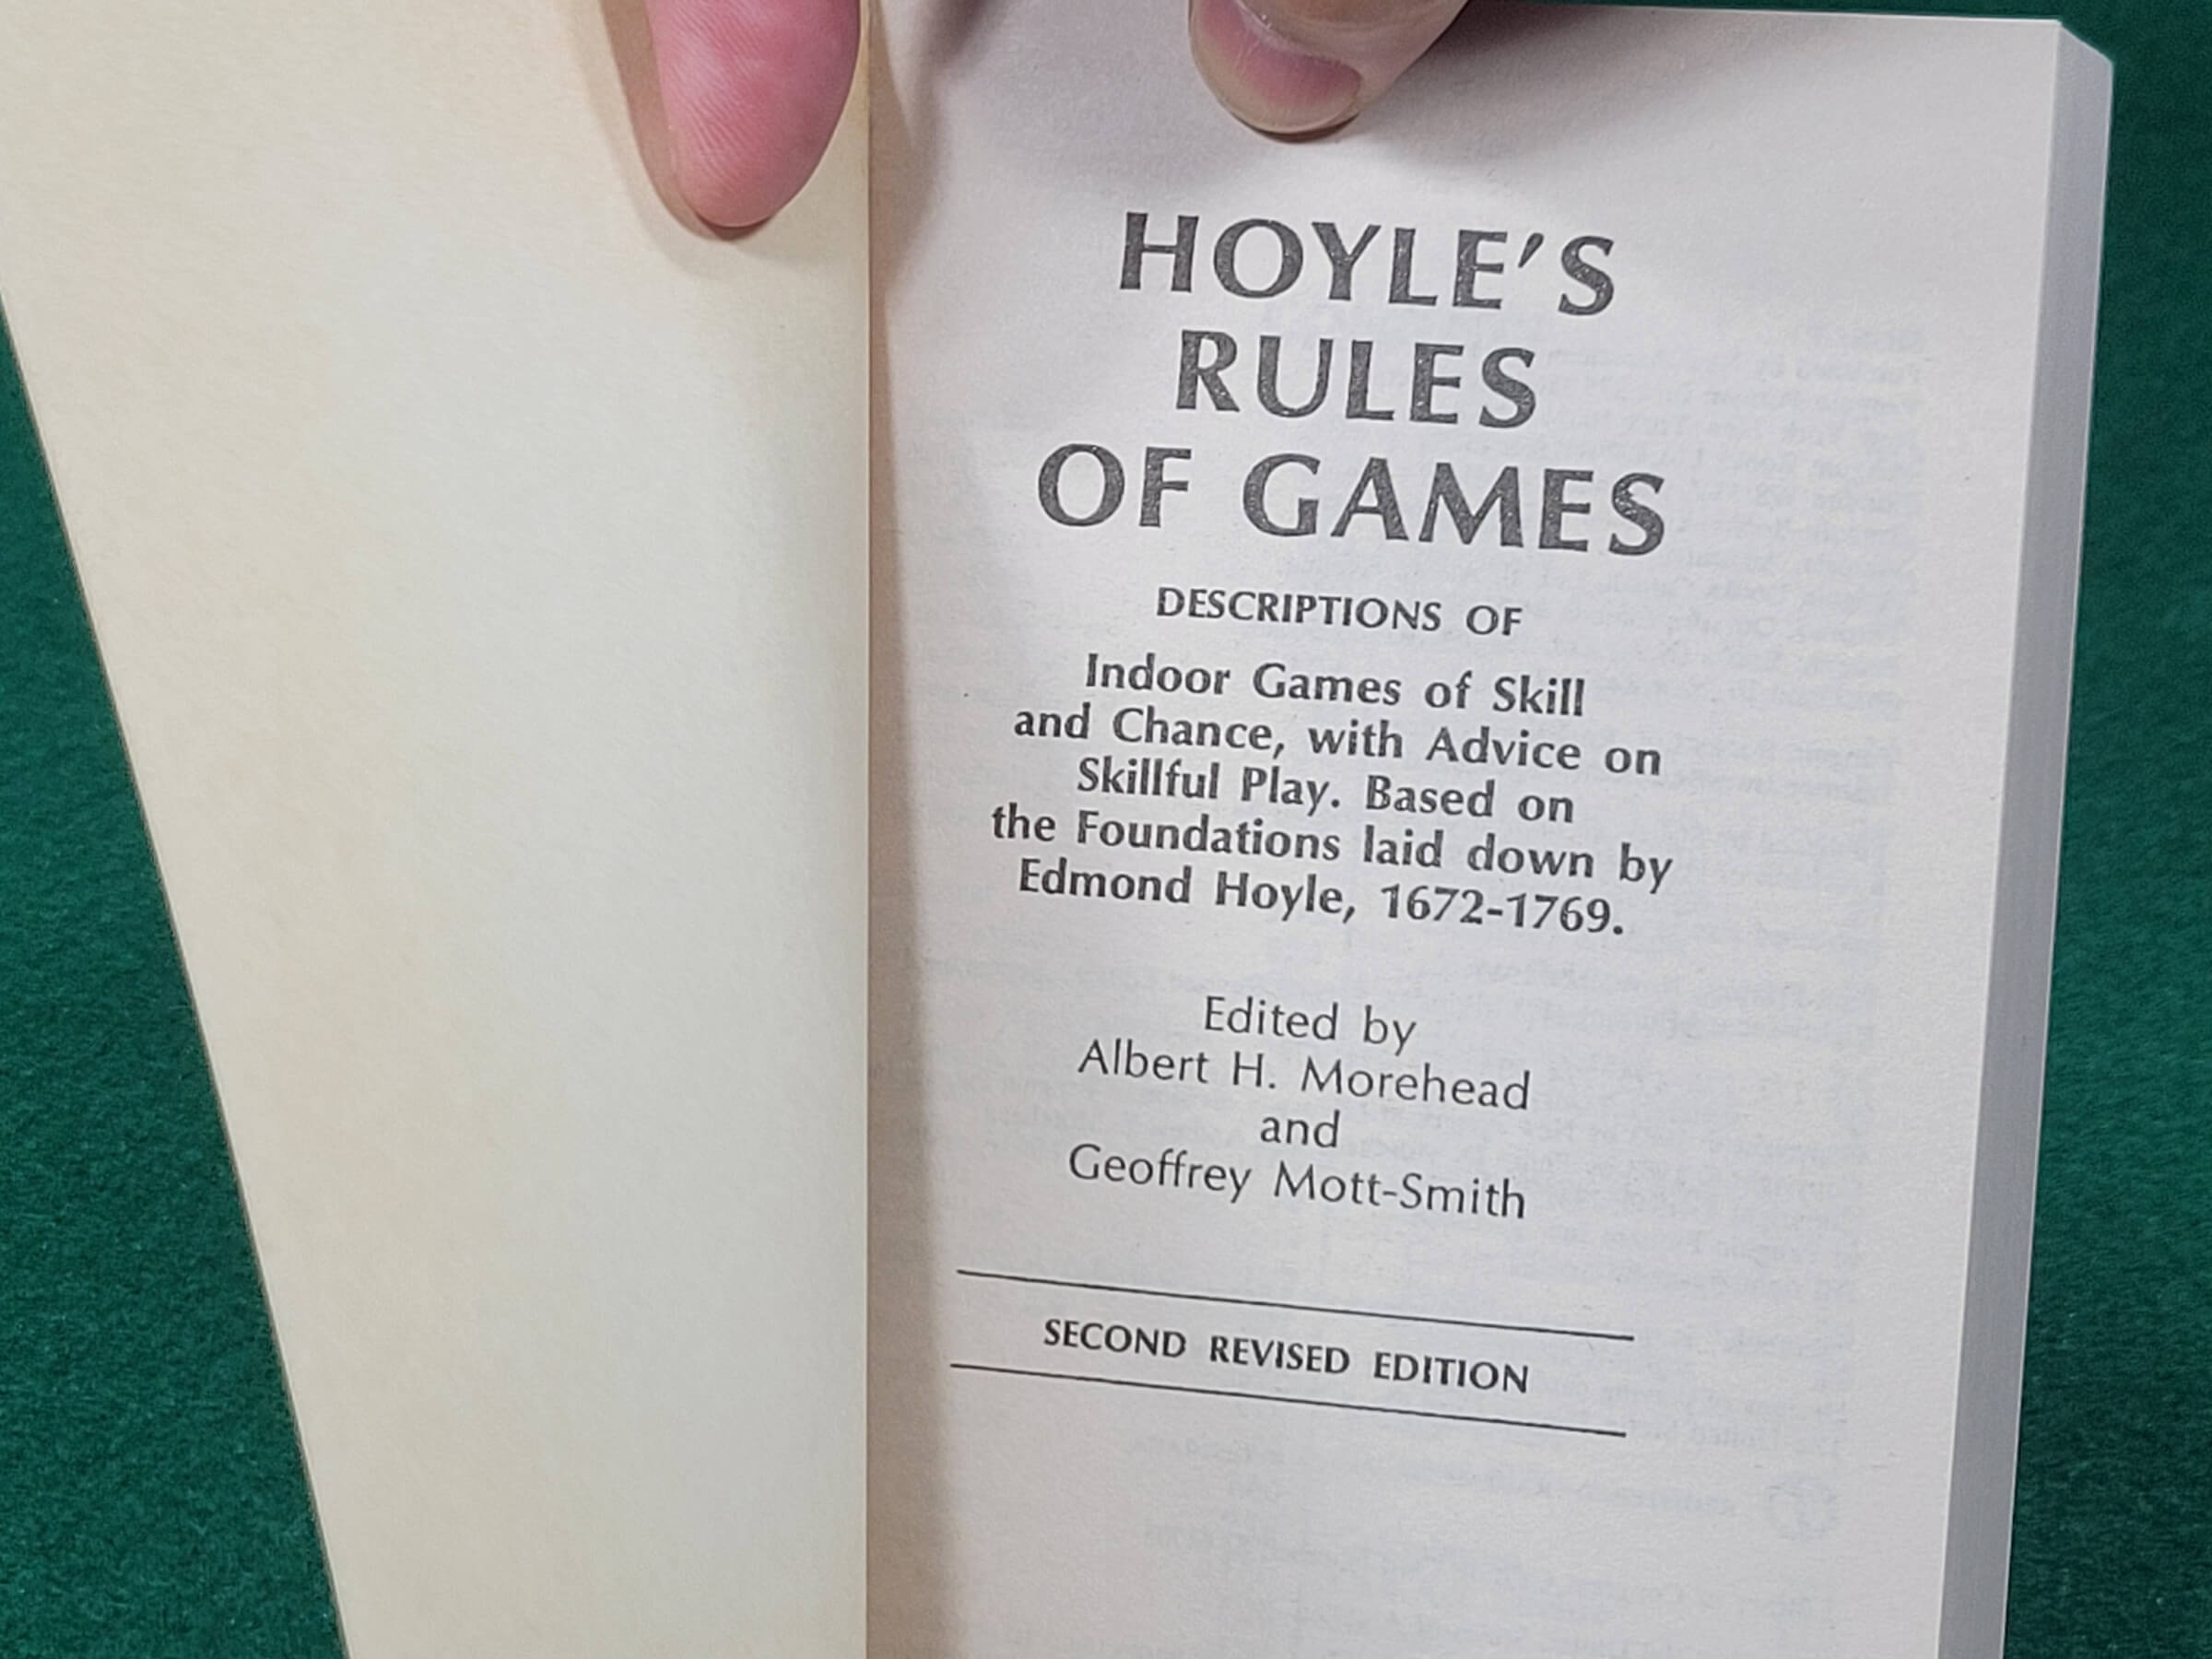 HOYLE'S
RULES
OF GAMES
DESCRIPTIONS OF
Indoor Games of Skill
and Chance, with Advice on
Skillful Play. Based on
the Foundations laid down by
Edmond Hoyle, 1672-1769.
Edited by
Albert H. Morehead
and
Geoffrey Mott-Smith
SECOND REVISED EDITION